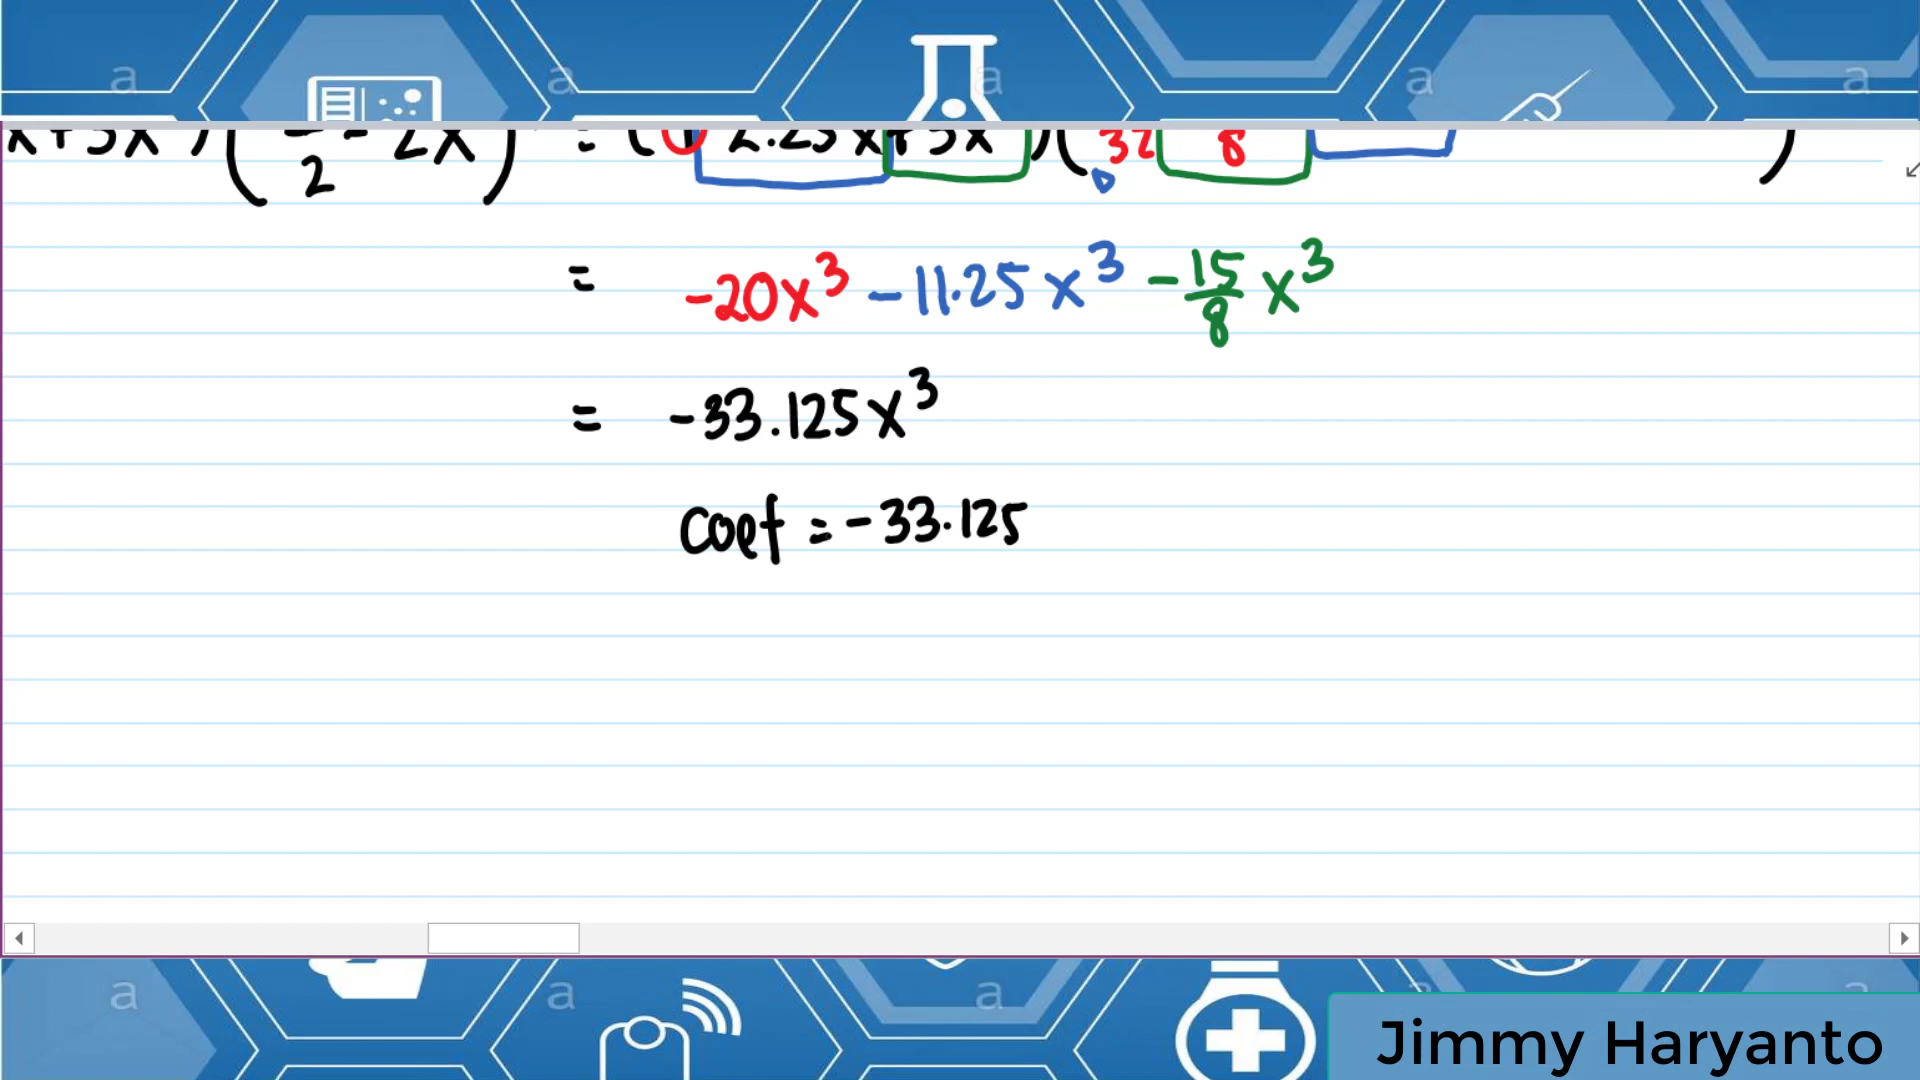 = -20x³ -11.25x³ -15/8 x³
= -33.125x³
Coef = -33.125
Jimmy Haryanto